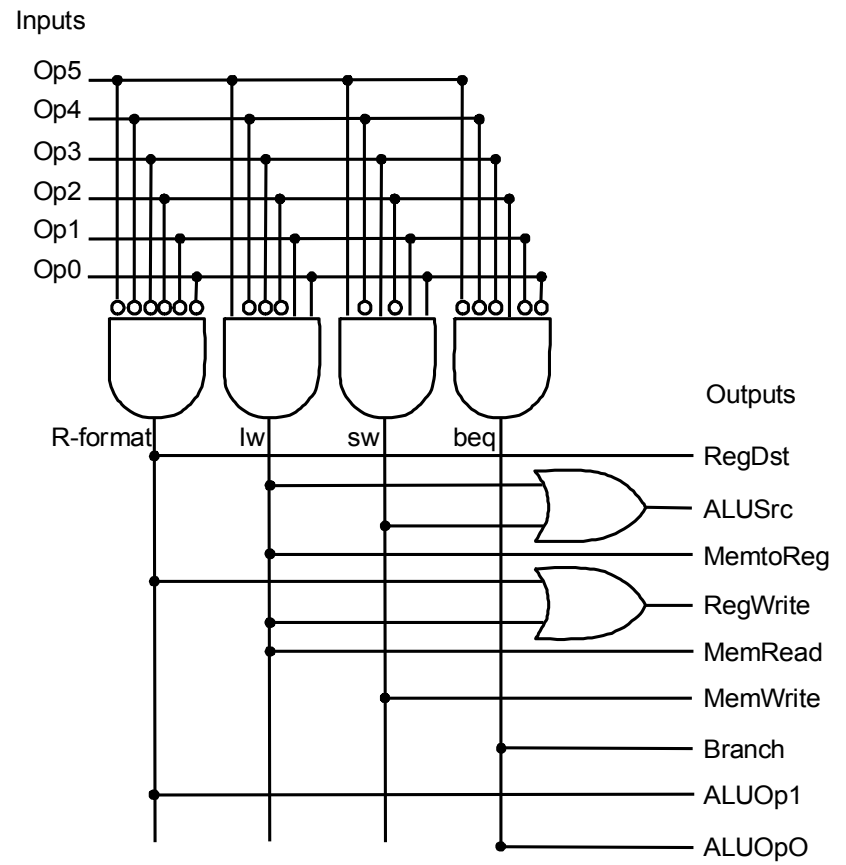 Inputs
Op5
Op4
Op3
Op2
Op1
Op0
Outputs
R-format
lw
sw
beq
RegDst
ALUSrc
MemtoReg
RegWrite
MemRead
MemWrite
Branch
ALUOp1
ALUOpO